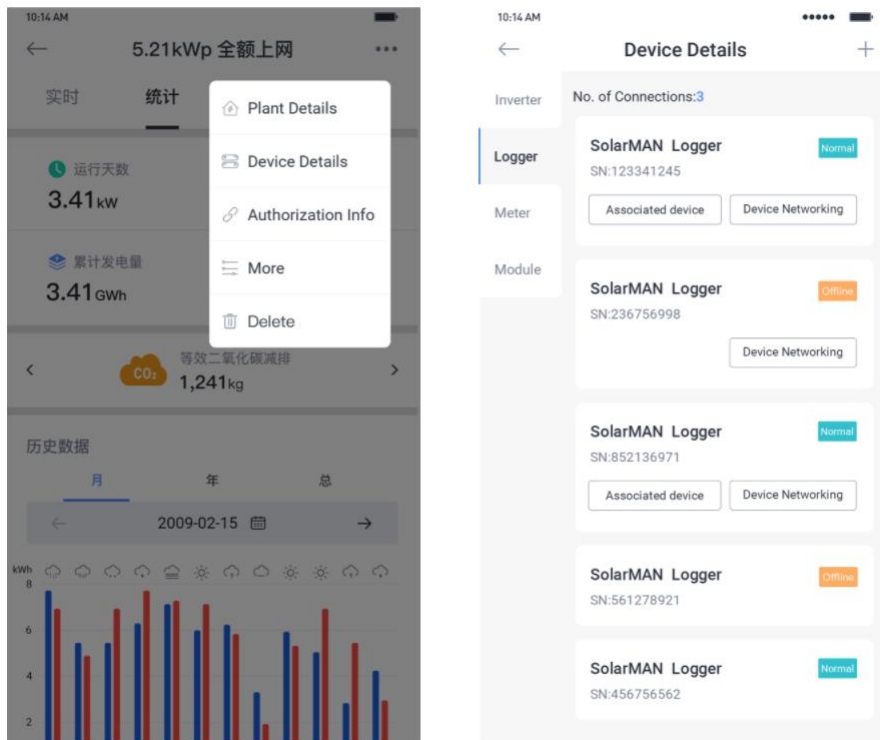 10:14 AM
5.21kWp 全额上网
实时
统计
Plant Details
Device Details
Authorization Info
More
Delete
运行天数
3.41kW
累计发电量
3.41GWh
CO₂
等效二氧化碳减排
1,241kg
历史数据
月
年
总
2009-02-15
kWh
8
6
4
2
10:14 AM
Device Details
Inverter
Logger
Meter
Module
No. of Connections:3
SolarMAN Logger
Normal
SN:123341245
Associated device
Device Networking
SolarMAN Logger
Offline
SN:236756998
Device Networking
SolarMAN Logger
Normal
SN:852136971
Associated device
Device Networking
SolarMAN Logger
Offline
SN:561278921
SolarMAN Logger
Normal
SN:456756562